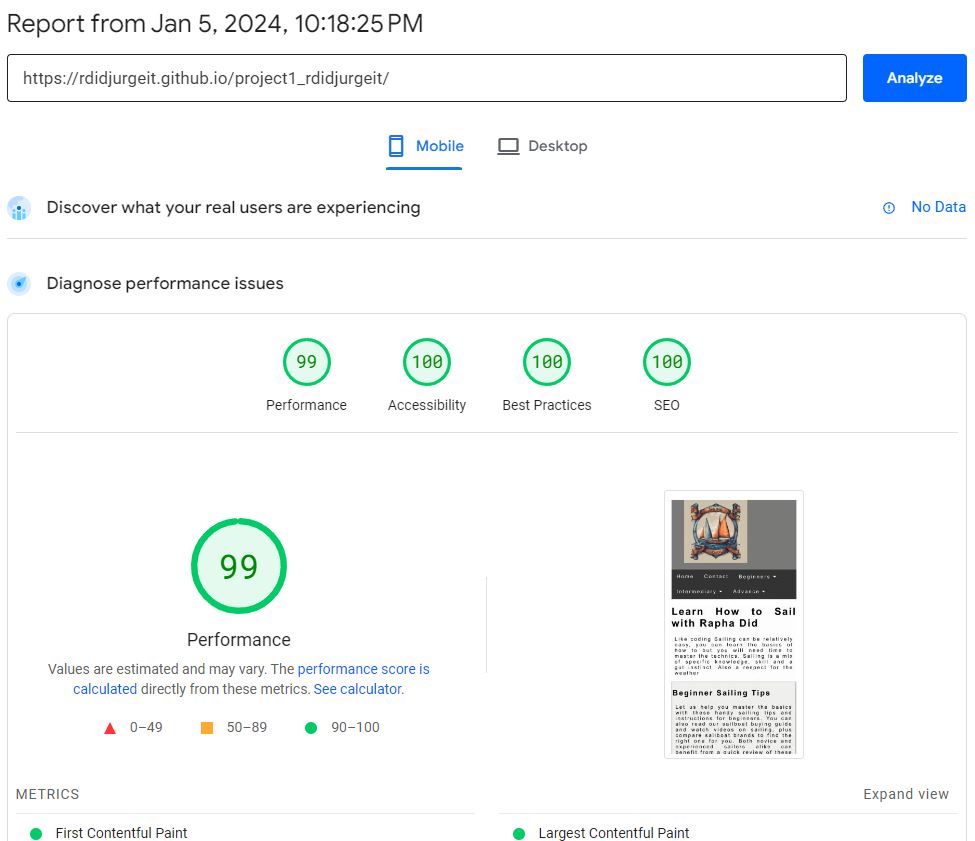 Report from Jan 5, 2024, 10:18:25 PM
https://rdidjurgeit.github.io/project1_rdidjurgeit/
Analyze
Mobile
Desktop
Discover what your real users are experiencing
No Data
Diagnose performance issues
99
100
100
100
Performance
Accessibility
Best Practices
SEO
99
Performance
Values are estimated and may vary. The performance score is
calculated directly from these metrics. See calculator.
0–49
50–89
90–100
Home Contact Beginners
Intermediary Advance
Learn How to Sail
with Rapha Did
Like coding Sailing can be relatively
easy, you can learn the basics of
how to but you will need time to
master the technics. Sailing is a mix
of specific knowledge, skill and a
gut instinct. Also a respect for the
weather
Beginner Sailing Tips
Let us help you master the basics
with these handy sailing tips and
instructions for beginners. You can
also read our sailboat buying guide
and watch videos on sailing, plus
compare sailboat brands to find the
right one for you. Both novice and
experienced sailors alike can
benefit from a quick review of these
METRICS
Expand view
First Contentful Paint
Largest Contentful Paint